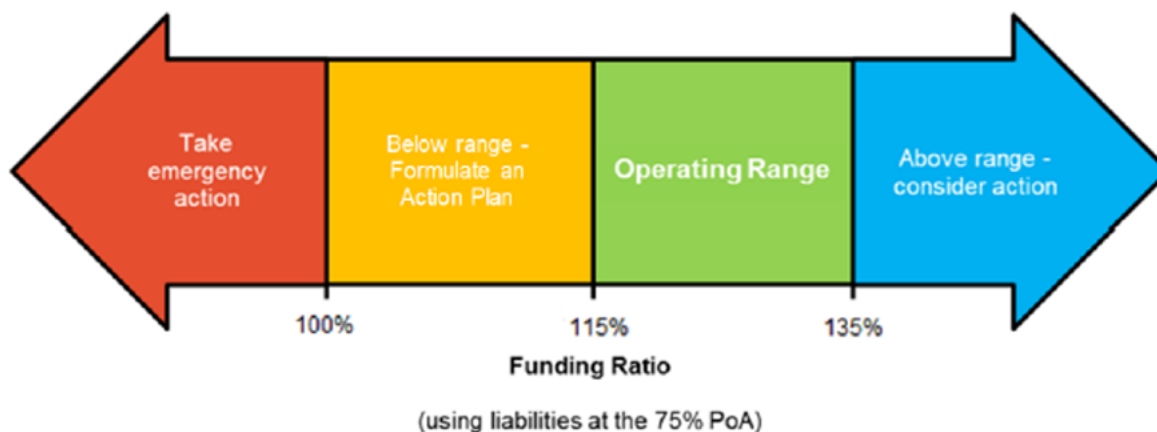 Take
emergency
action
Below range -
Formulate an
Action Plan
Operating Range
Above range -
consider action
100%
115%
135%
Funding Ratio
(using liabilities at the 75% PoA)